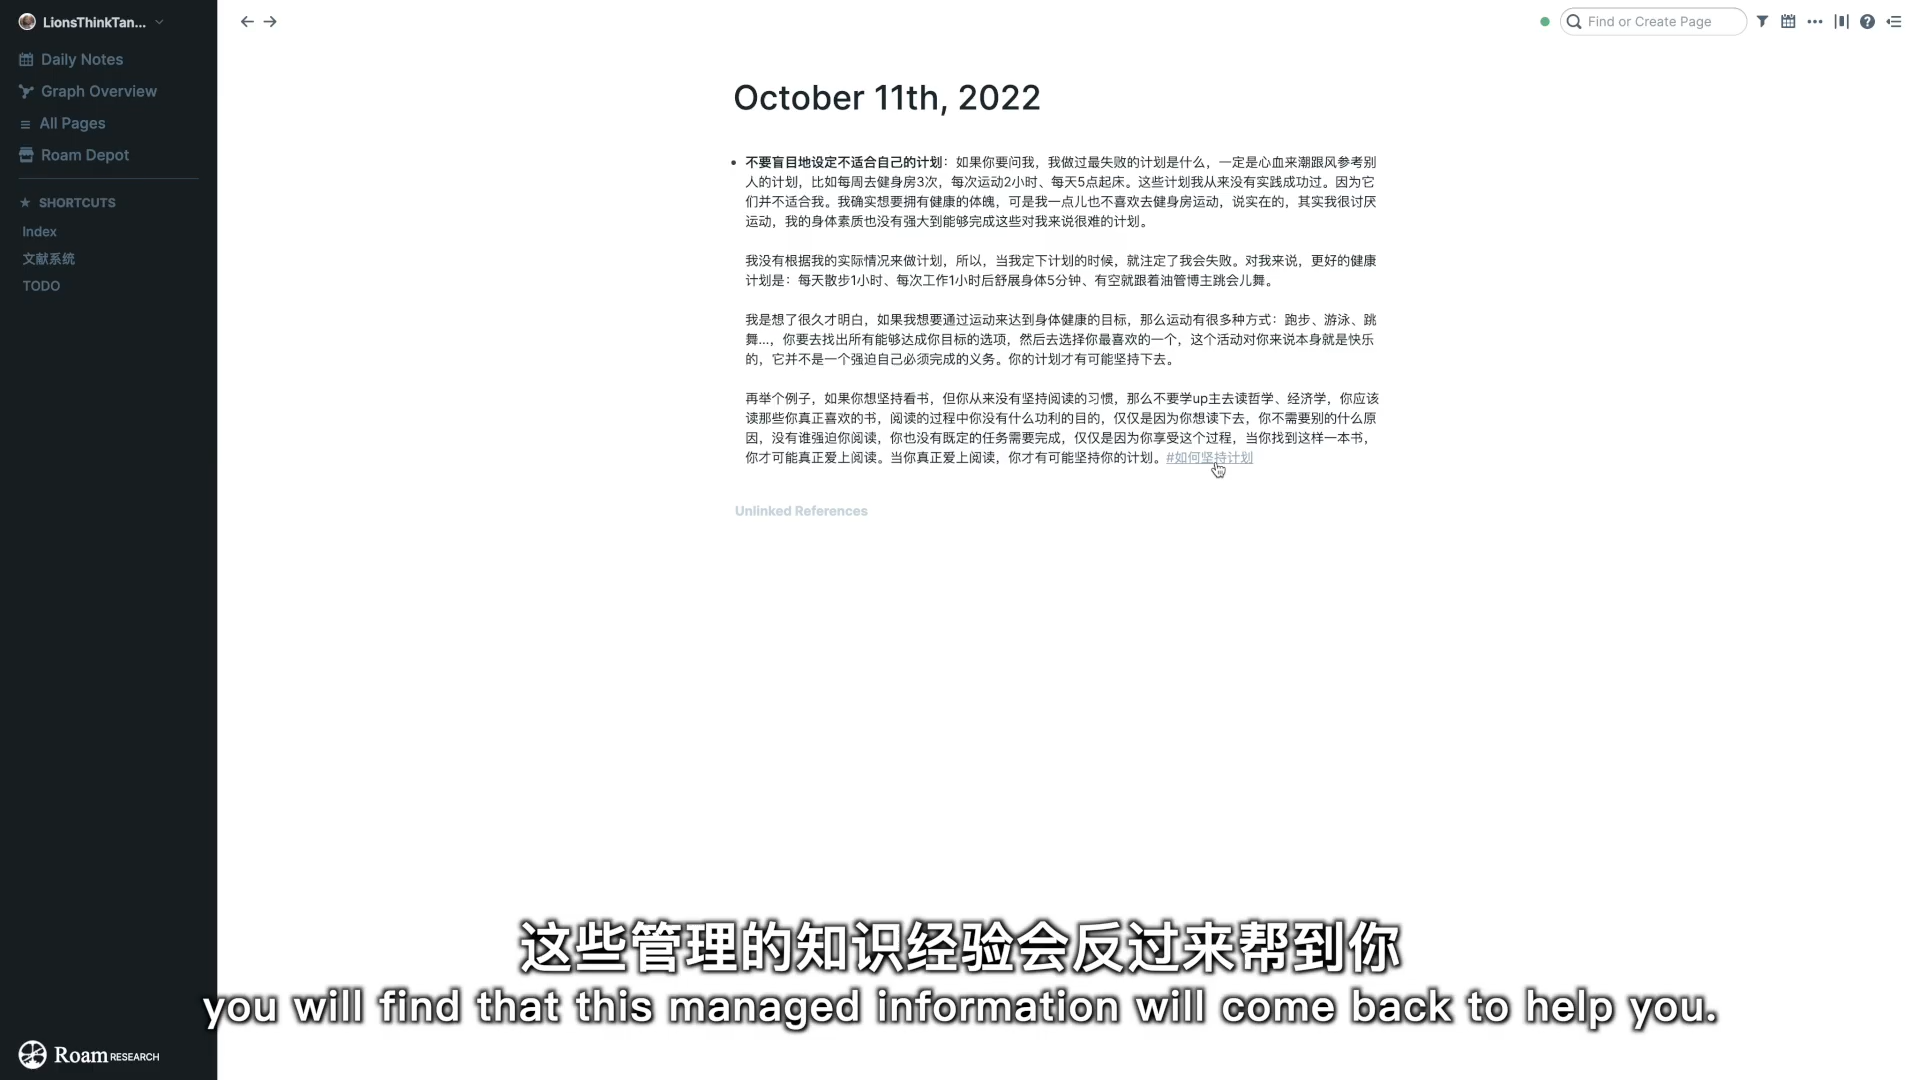 LionsThinkTan...
Daily Notes
Graph Overview
All Pages
Roam Depot
SHORTCUTS
Index
文献系统
TODO
Find or Create Page
October 11th, 2022
不要盲目地设定不适合自己的计划：如果你要问我，我做过最失败的计划是什么，一定是心血来潮跟风参考别
人的计划，比如每周去健身房3次，每次运动2小时、每天5点起床。这些计划我从来没有实践成功过。因为它
们并不适合我。我确实想要拥有健康的体魄，可是我一点儿也不喜欢去健身房运动，说实在的，其实我很讨厌
运动，我的身体素质也没有强大到能够完成这些对我来说很难的计划。
我没有根据我的实际情况来做计划，所以，当我定下计划的时候，就注定了我会失败。对我来说，更好的健康
计划是：每天散步1小时、每次工作1小时后舒展身体5分钟、有空就跟着油管博主跳会儿舞。
我是想了很久才明白，如果我想要通过运动来达到身体健康的目标，那么运动有很多种方式：跑步、游泳、跳
舞...，你要去找出所有能够达成你目标的选项，然后去选择你最喜欢的一个，这个活动对你来说本身就是快乐
的，它并不是一个强迫自己必须完成的义务。你的计划才有可能坚持下去。
再举个例子，如果你想坚持看书，但你从来没有坚持阅读的习惯，那么不要学up主去读哲学、经济学，你应该
读那些你真正喜欢的书，阅读的过程中你没有什么功利的目的，仅仅是因为你想读下去，你不需要别的什么原
因，没有谁强迫你阅读，你也没有既定的任务需要完成，仅仅是因为你享受这个过程，当你找到这样一本书，
你才可能真正爱上阅读。当你真正爱上阅读，你才有可能坚持你的计划。#如何坚持计划
Unlinked References
这些管理的知识经验会反过来帮到你
you will find that this managed information will come back to help you.
Roam RESEARCH